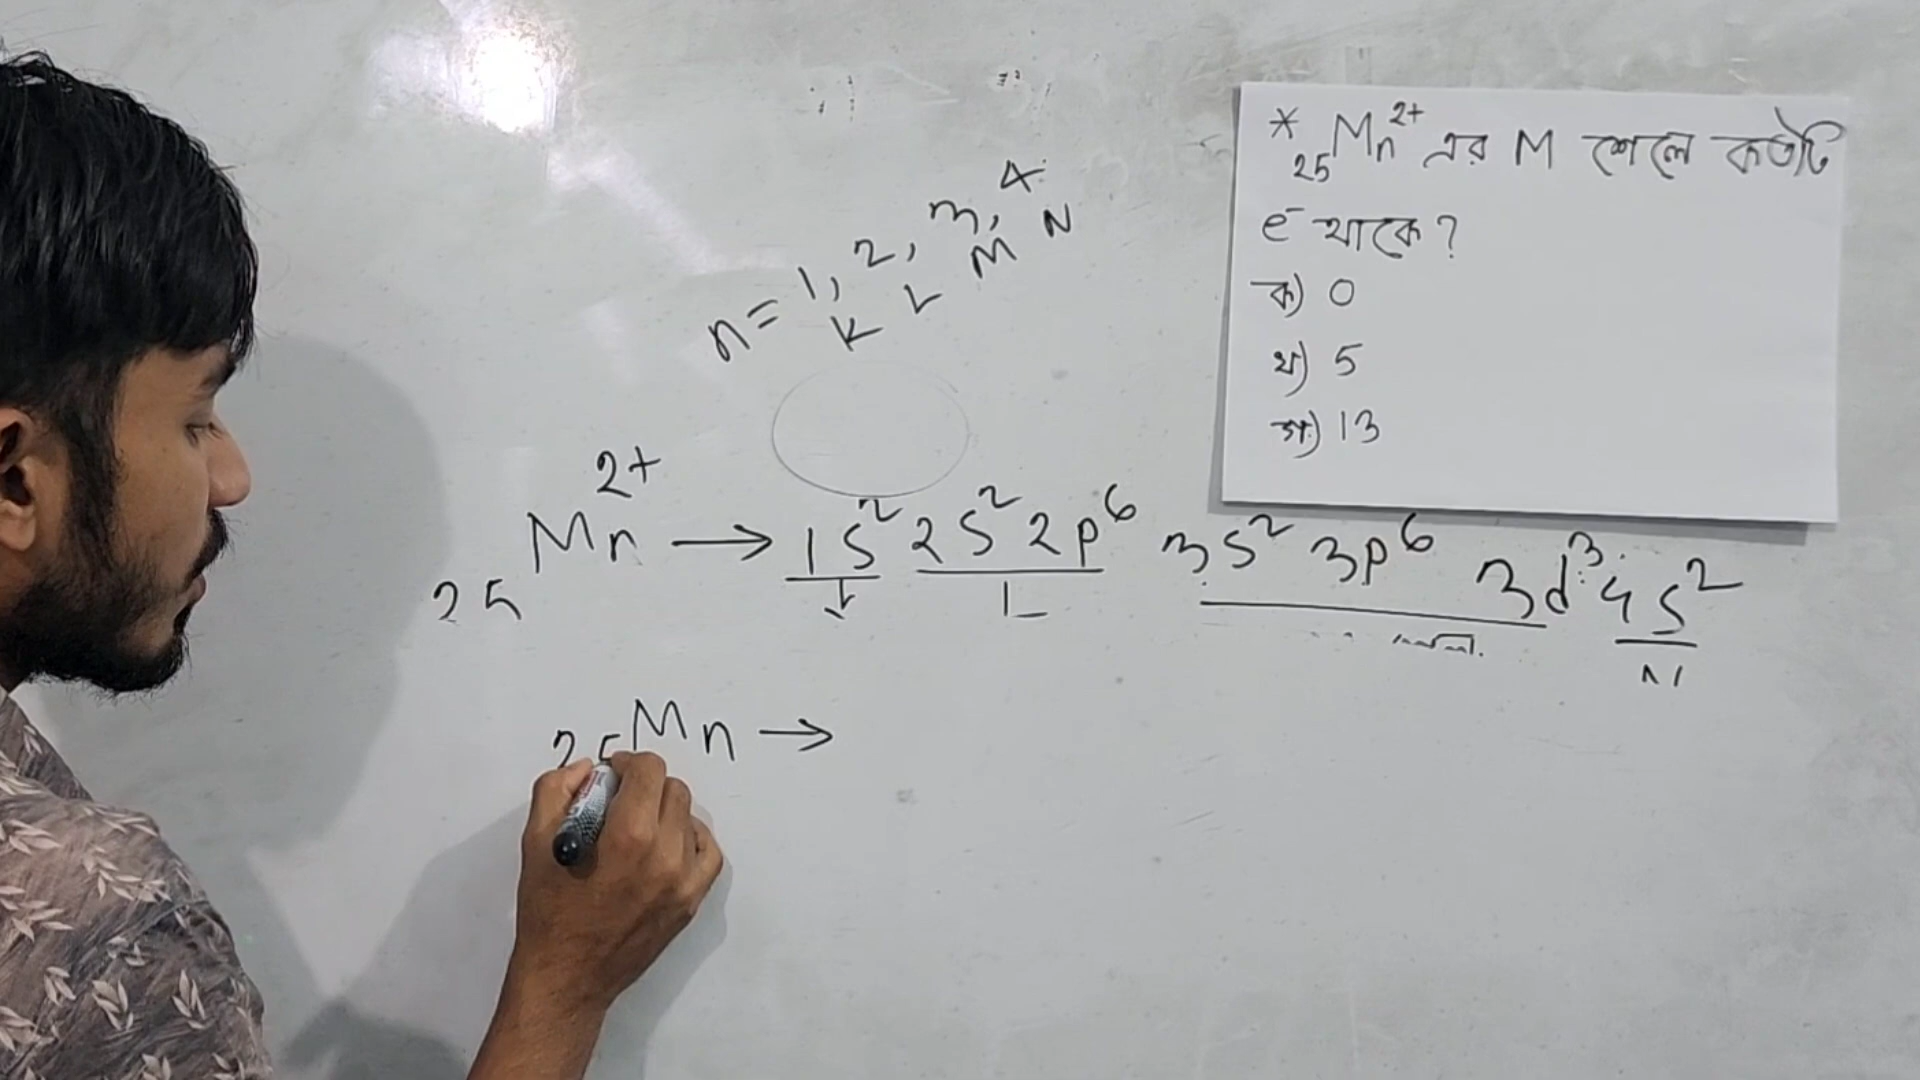 * ₂₅Mn²⁺ এর M শেলে কতটি
e⁻ থাকে?
ক) 0
খ) 5
গ) 13
n = 1, 2, 3, 4
K L M N
₂₅Mn²⁺ → 1s² 2s² 2p⁶ 3s² 3p⁶ 3d³ 4s²
L
₂₅Mn →